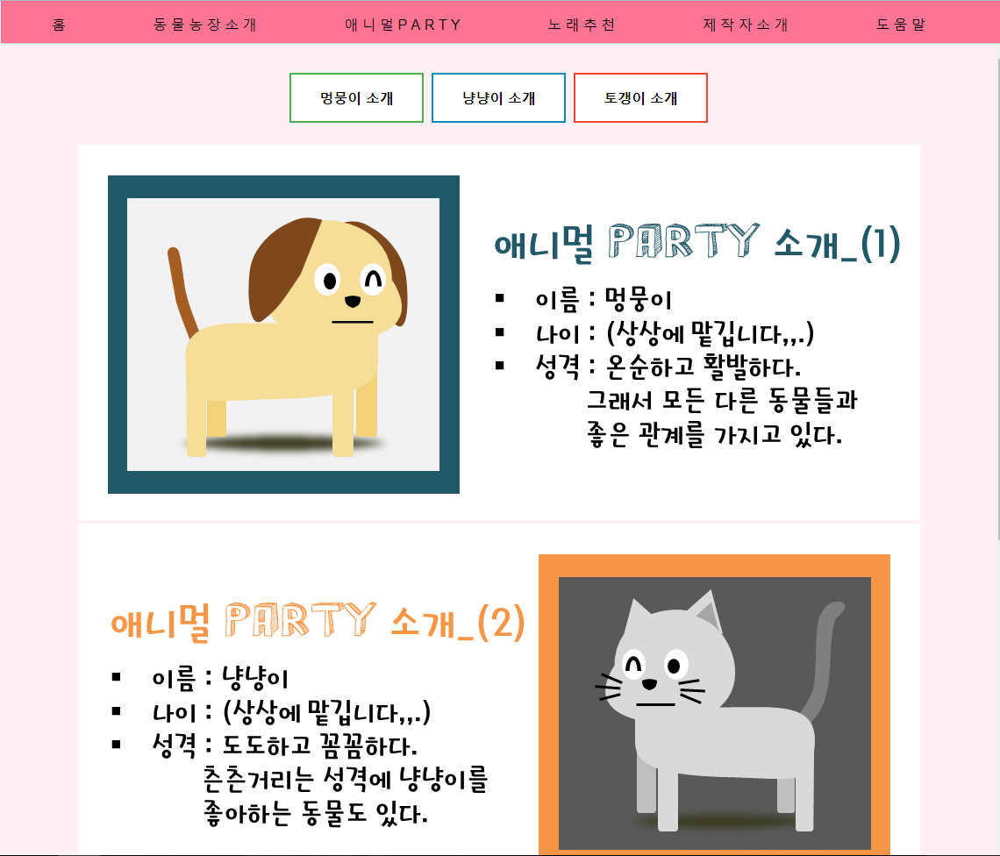 홈 동물농장소개 애니멀PARTY 노래추천 제작자소개 도움말
멍뭉이 소개 냥냥이 소개 토갱이 소개
애니멀 PARTY 소개_(1)
▪ 이름 : 멍뭉이
▪ 나이 : (상상에 맡깁니다,,.)
▪ 성격 : 온순하고 활발하다.
그래서 모든 다른 동물들과
좋은 관계를 가지고 있다.
애니멀 PARTY 소개_(2)
▪ 이름 : 냥냥이
▪ 나이 : (상상에 맡깁니다,,.)
▪ 성격 : 도도하고 꼼꼼하다.
츤츤거리는 성격에 냥냥이를
좋아하는 동물도 있다.